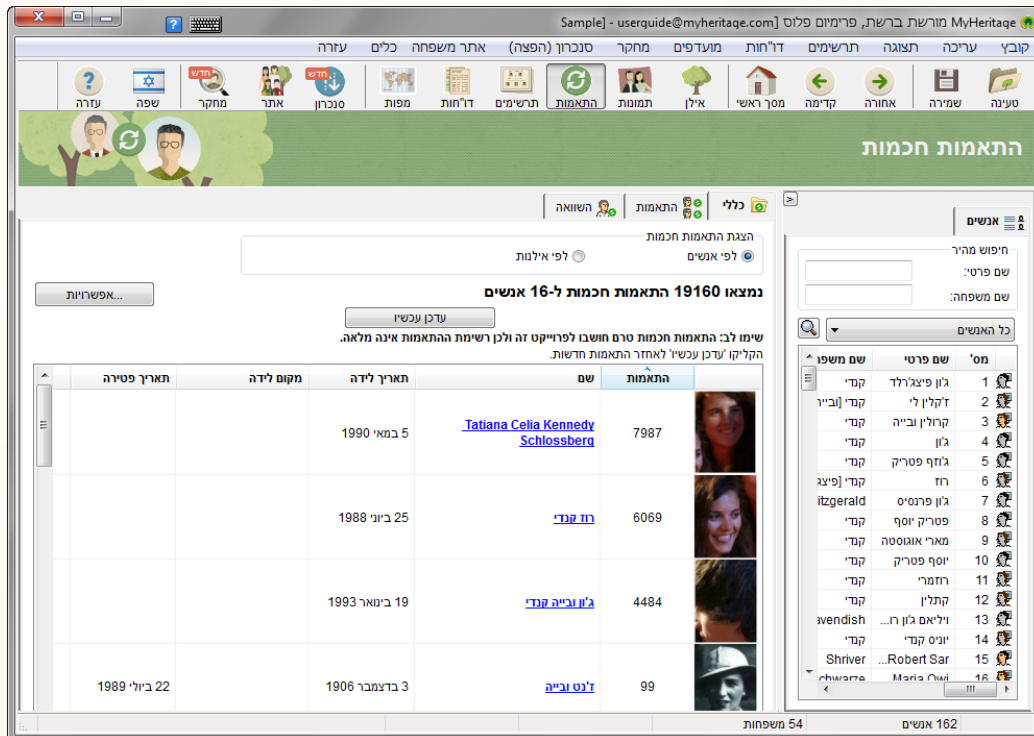 MyHeritage מורשת ברשת, פרימיום פלוס [Sample - userguide@myheritage.com]
קובץ עריכה תצוגה תרשימים דו"חות מועדפים מחקר סנכרון (הפצה) אתר משפחה כלים עזרה
טעינה שמירה אחורה קדימה מסך ראשי אילן תמונות התאמות תרשימים דו"חות מפות סנכרון אתר מחקר שפה עזרה
חדש חדש
התאמות חכמות
אנשים
חיפוש מהיר
שם פרטי:
שם משפחה:
כל האנשים
מס' שם פרטי שם משפר
1 ג'ון פיצג'רלד קנדי
2 ז'קלין לי קנדי [ובייר
3 קרולין ובייה קנדי
4 ג'ון קנדי
5 ג'וזף פטריק קנדי
6 רוז קנדי [פיצג
7 ג'ון פרנסיס itzgerald
8 פטריק יוסף קנדי
9 מארי אוגוסטה קנדי
10 יוסף פטריק קנדי
11 רוזמרי קנדי
12 קתלין קנדי
13 ויליאם ג'ון רו... avendish
14 יוניס קנדי קנדי
15 Robert Sar... Shriver
16 Maria Owi chwarze
כללי התאמות השוואה
הצגת התאמות חכמות
לפי אנשים לפי אילנות
נמצאו 19160 התאמות חכמות ל-16 אנשים
אפשרויות...
עדכן עכשיו
שימו לב: התאמות חכמות טרם חושבו לפרוייקט זה ולכן רשימת ההתאמות אינה מלאה.
הקליקו 'עדכן עכשיו' לאחזר התאמות חדשות.
התאמות שם תאריך לידה מקום לידה תאריך פטירה
7987 Tatiana Celia Kennedy Schlossberg 5 במאי 1990
6069 רוז קנדי 25 ביוני 1988
4484 ג'ון ובייה קנדי 19 בינואר 1993
99 ז'נט ובייה 3 בדצמבר 1906 22 ביולי 1989
162 אנשים 54 משפחות